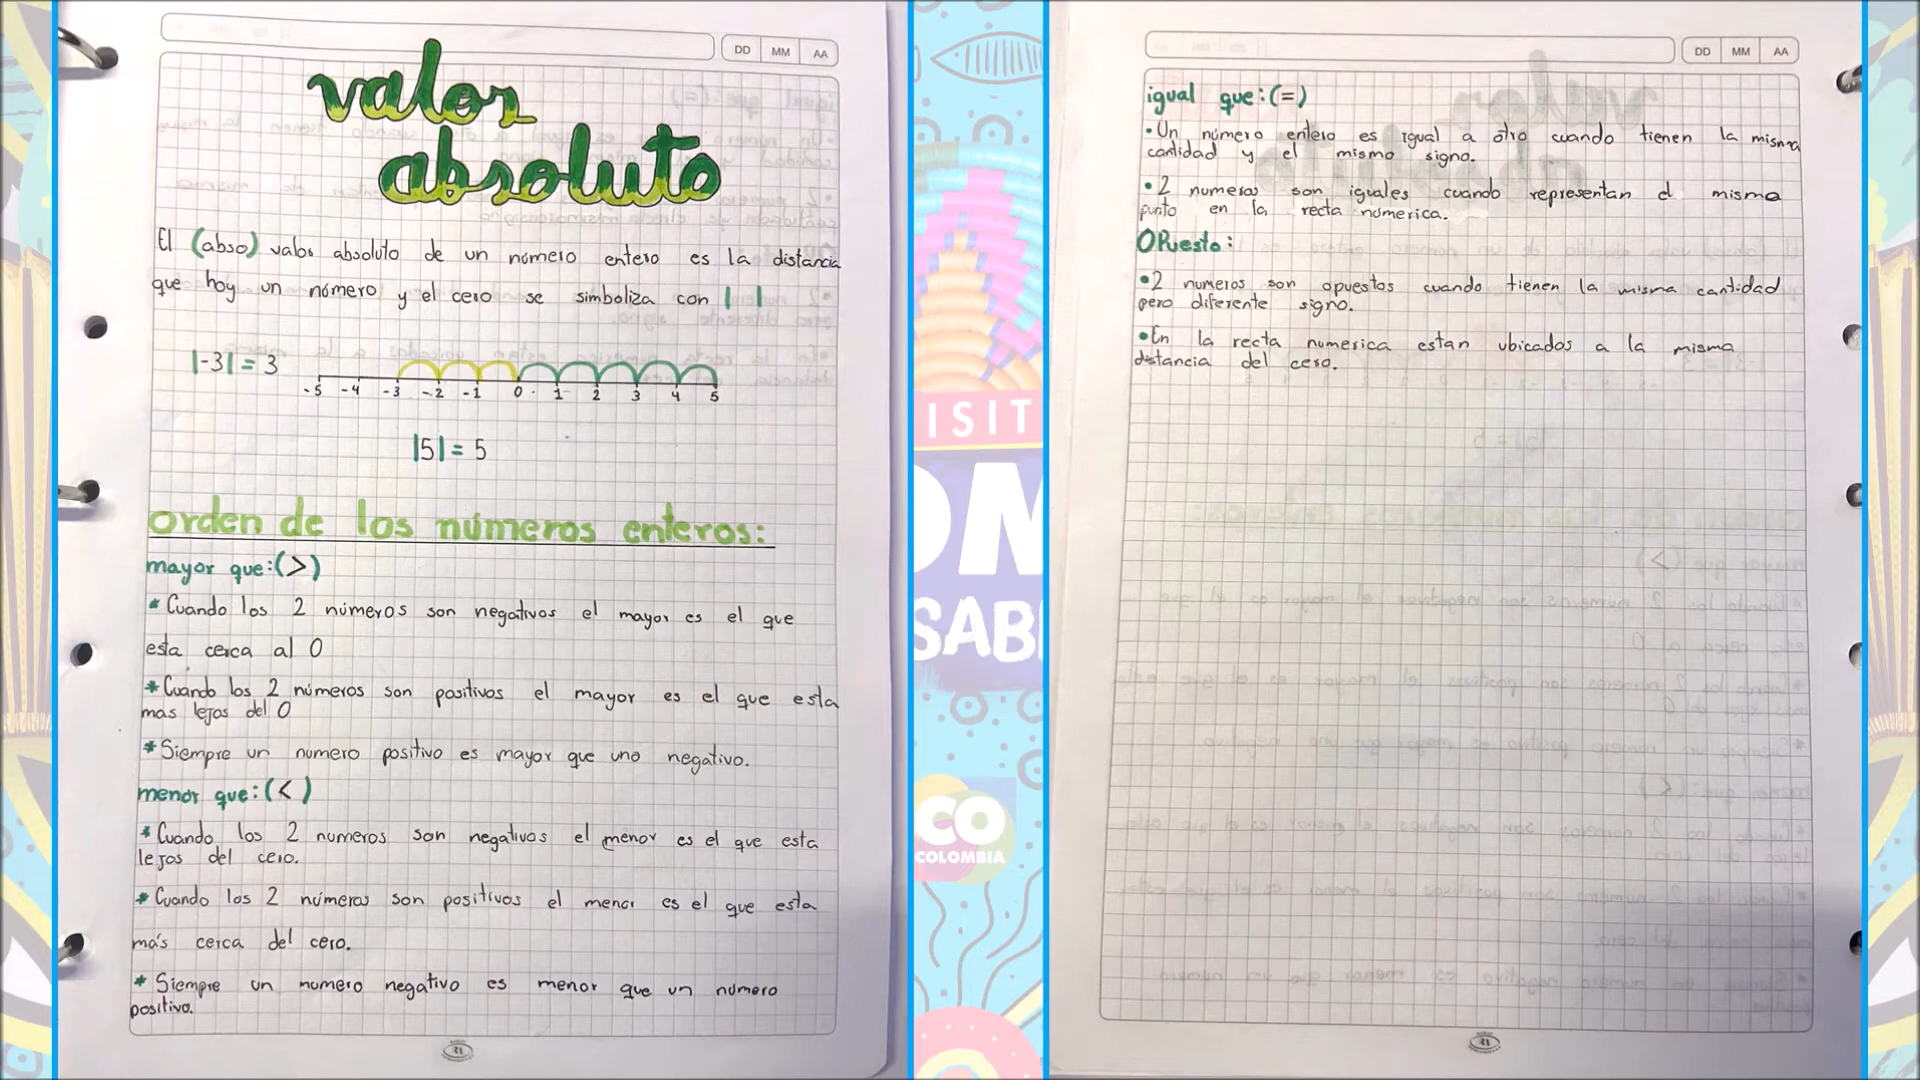 DD MM AA
valor
absoluto
El (abso) valor absoluto de un número entero es la distancia
que hay un número y el cero se simboliza con | |
|-3| = 3
-5 -4 -3 -2 -1 0 1 2 3 4 5
|5| = 5
orden de los números enteros:
mayor que: (>)
* Cuando los 2 números son negativos el mayor es el que
esta cerca al 0
* Cuando los 2 números son positivos el mayor es el que esta
mas lejos del 0
* Siempre un numero positivo es mayor que uno negativo.
menor que: (<)
* Cuando los 2 numeros son negativos el menor es el que esta
lejos del cero.
* Cuando los 2 números son positivos el menor es el que esta
más cerca del cero.
* Siempre un numero negativo es menor que un número
positivo.
ISIT
OM
SAB
CO
COLOMBIA
DD MM AA
igual que: (=)
• Un número entero es igual a otro cuando tienen la misma
cantidad y el mismo signo.
• 2 numeros son iguales cuando representan el mismo
punto en la recta númerica.
OPuesto:
• 2 numeros son opuestos cuando tienen la misma cantidad
pero diferente signo.
• En la recta numerica estan ubicados a la misma
distancia del cero.